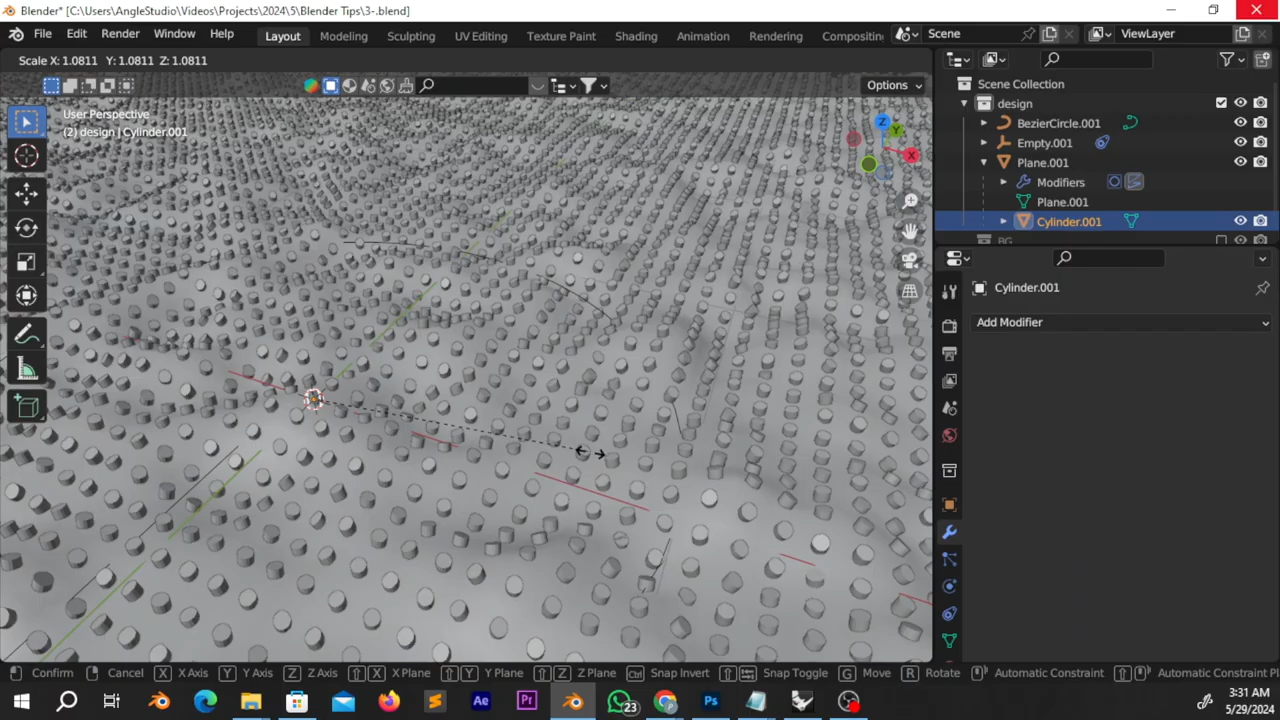 Blender* [C:\Users\AngleStudio\Videos\Projects\2024\5\Blender Tips\3-.blend]
File Edit Render Window Help Layout Modeling Sculpting UV Editing Texture Paint Shading Animation Rendering Compositin Scene ViewLayer
Scale X: 1.0811 Y: 1.0811 Z: 1.0811
Options
User Perspective
(2) design | Cylinder.001
Z
Y
X
Scene Collection
design
BezierCircle.001
Empty.001
Plane.001
Modifiers
Plane.001
Cylinder.001
BG
Cylinder.001
Add Modifier
Confirm Cancel X X Axis Y Y Axis Z Z Axis X X Plane Y Y Plane Z Z Plane Ctrl Snap Invert Snap Toggle G Move R Rotate Automatic Constraint Automatic Constraint Pl
Ae Pr 23 Ps
3:31 AM
5/29/2024